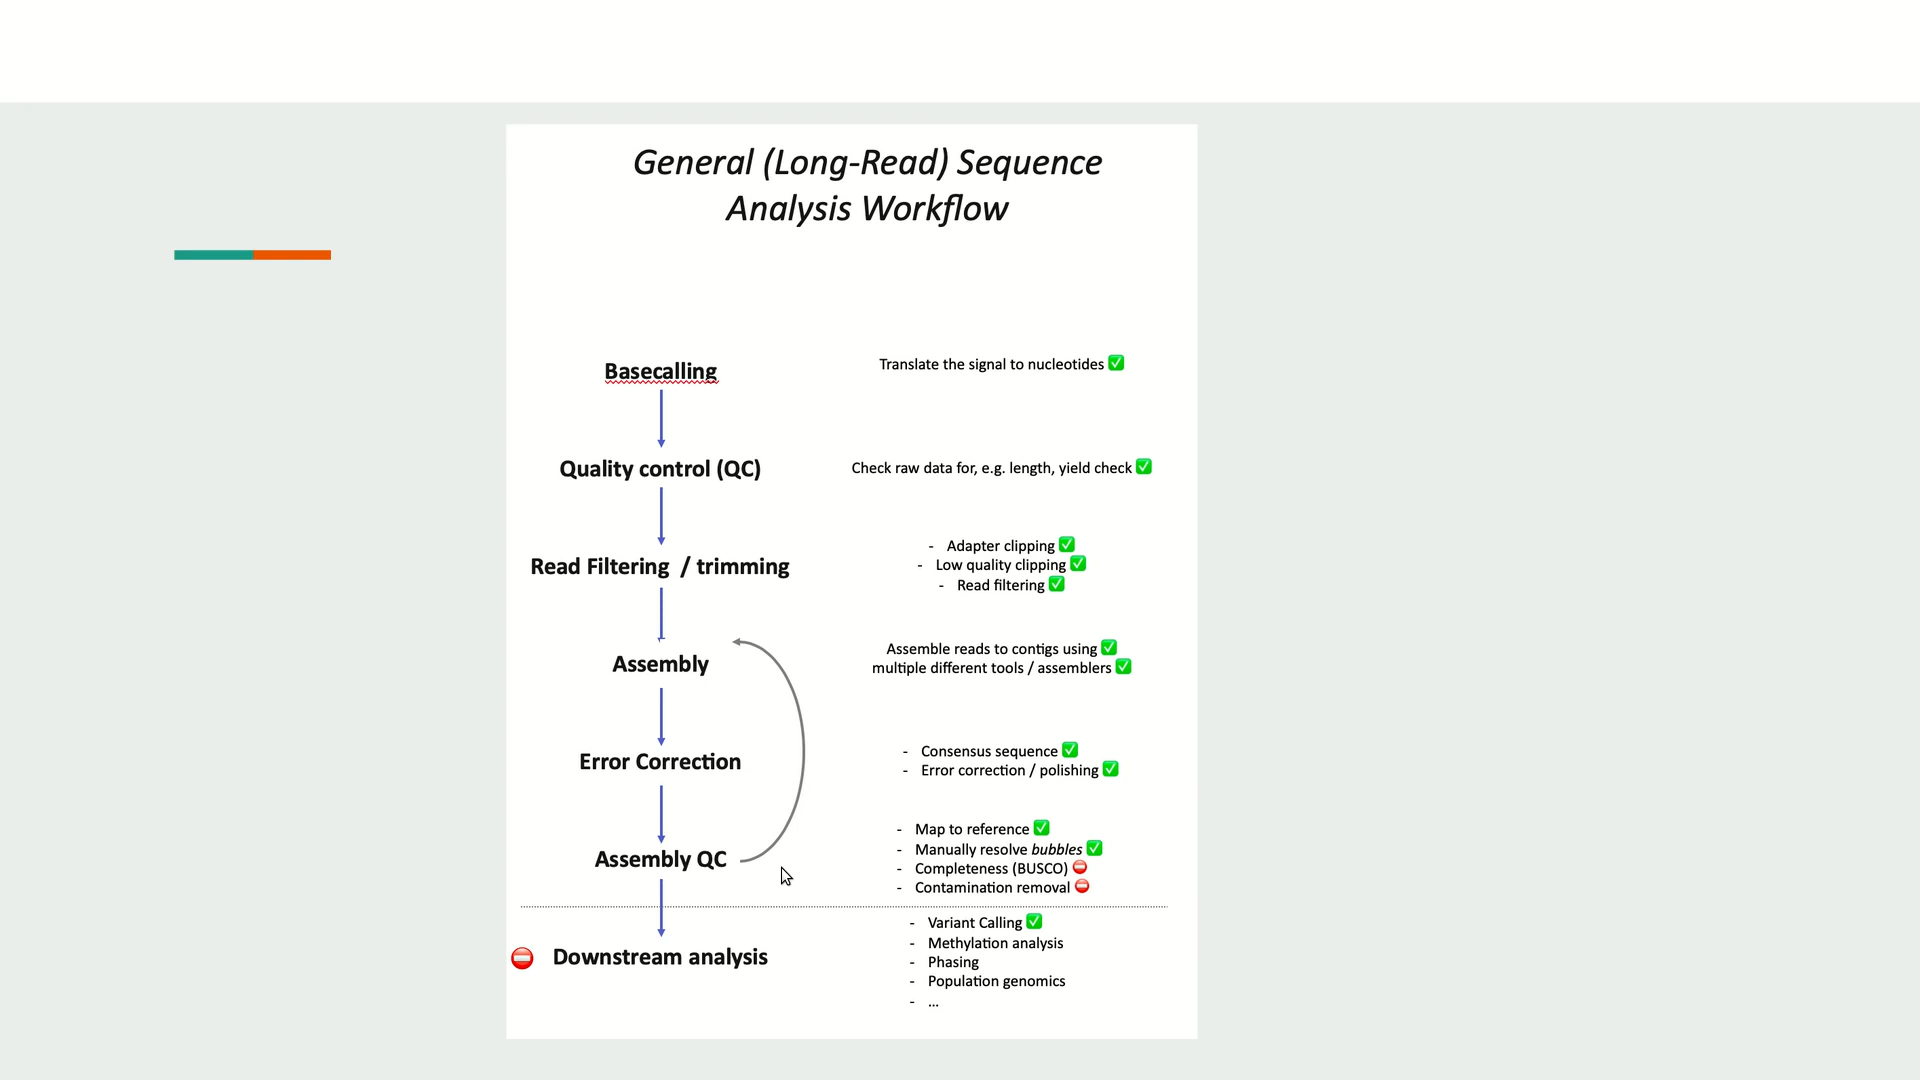 General (Long-Read) Sequence
Analysis Workflow
Basecalling
Translate the signal to nucleotides ✅
Quality control (QC)
Check raw data for, e.g. length, yield check ✅
Read Filtering / trimming
- Adapter clipping ✅
- Low quality clipping ✅
- Read filtering ✅
Assembly
Assemble reads to contigs using ✅
multiple different tools / assemblers ✅
Error Correction
- Consensus sequence ✅
- Error correction / polishing ✅
Assembly QC
- Map to reference ✅
- Manually resolve bubbles ✅
- Completeness (BUSCO) ⛔
- Contamination removal ⛔
⛔ Downstream analysis
- Variant Calling ✅
- Methylation analysis
- Phasing
- Population genomics
- ...